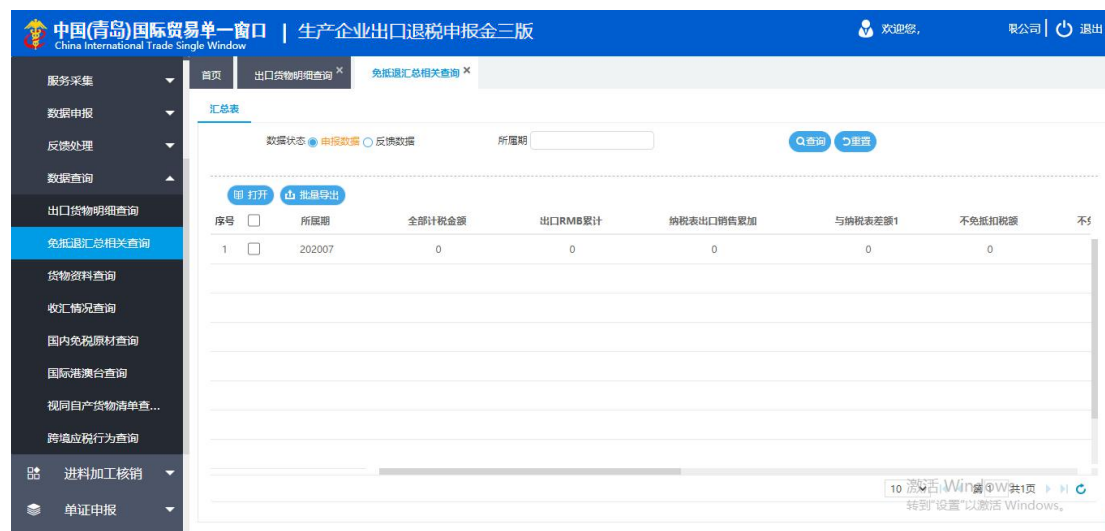 中国(青岛)国际贸易单一窗口 | 生产企业出口退税申报金三版
China International Trade Single Window
欢迎您, 限公司 | 退出
首页 出口货物明细查询 × 免抵退汇总相关查询 ×
服务采集
数据申报
反馈处理
数据查询
出口货物明细查询
免抵退汇总相关查询
货物资料查询
收汇情况查询
国内免税原材查询
国际港澳台查询
视同自产货物清单查...
跨境应税行为查询
进料加工核销
单证申报
汇总表
数据状态 申报数据 反馈数据 所属期 查询 重置
打开 批量导出
序号 所属期 全部计税金额 出口RMB累计 纳税表出口销售累加 与纳税表差额1 不免抵扣税额
1 202007 0 0 0 0 0
10 第 1 共1页
激活 Windows
转到"设置"以激活 Windows。